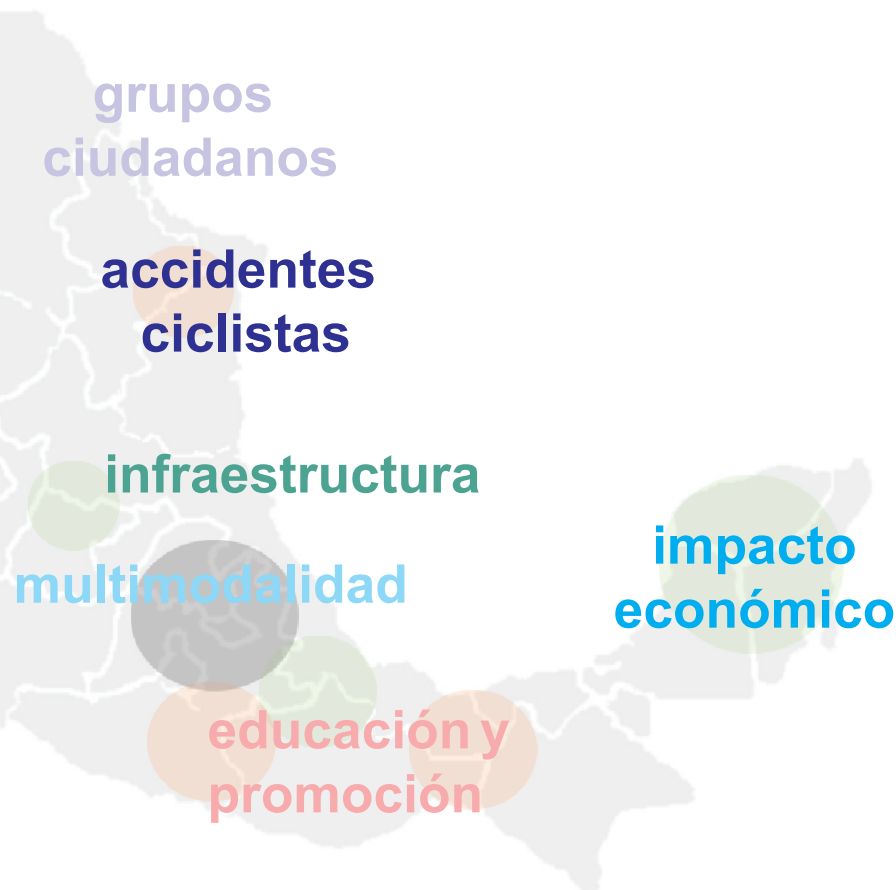 grupos
ciudadanos
accidentes
ciclistas
infraestructura
multimodalidad
impacto
económico
educación y
promoción